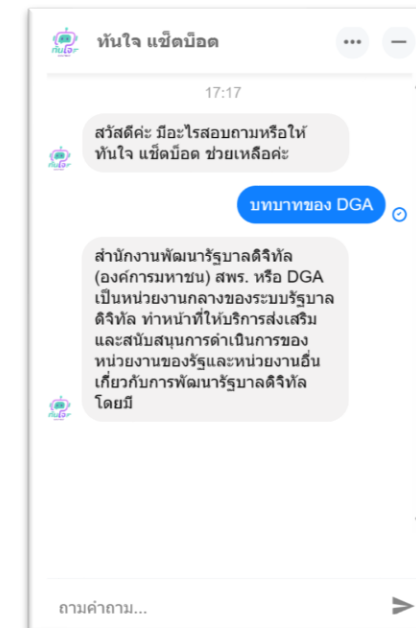 ทันใจ แช็ตบ็อต
17:17
สวัสดีค่ะ มีอะไรสอบถามหรือให้
ทันใจ แช็ตบ็อต ช่วยเหลือค่ะ
บทบาทของ DGA
สำนักงานพัฒนารัฐบาลดิจิทัล
(องค์การมหาชน) สพร. หรือ DGA
เป็นหน่วยงานกลางของระบบรัฐบาล
ดิจิทัล ทำหน้าที่ให้บริการส่งเสริม
และสนับสนุนการดำเนินการของ
หน่วยงานของรัฐและหน่วยงานอื่น
เกี่ยวกับการพัฒนารัฐบาลดิจิทัล
โดยมี
ถามคำถาม...